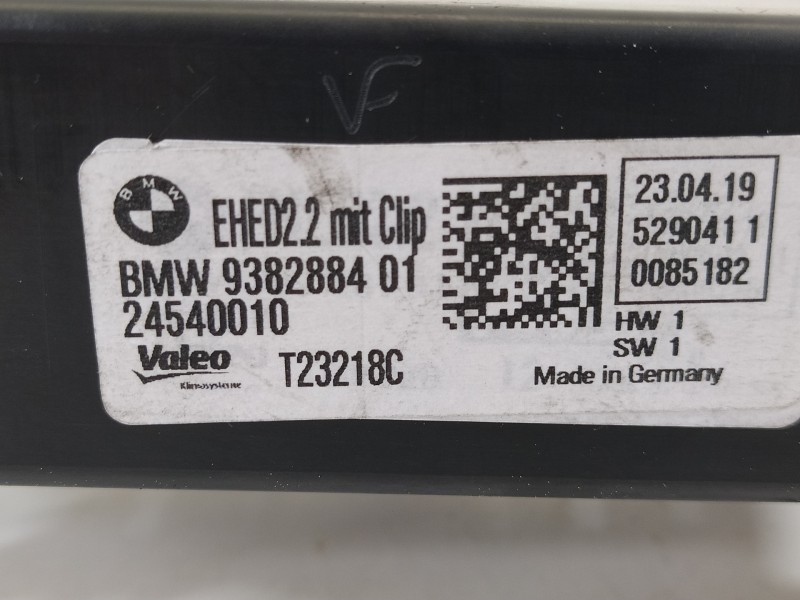 VF
BMW
EHED2.2 mit Clip
BMW 9382884 01
24540010
Valeo
Klimasysteme
T23218C
23.04.19
529041 1
0085182
HW 1
SW 1
Made in Germany